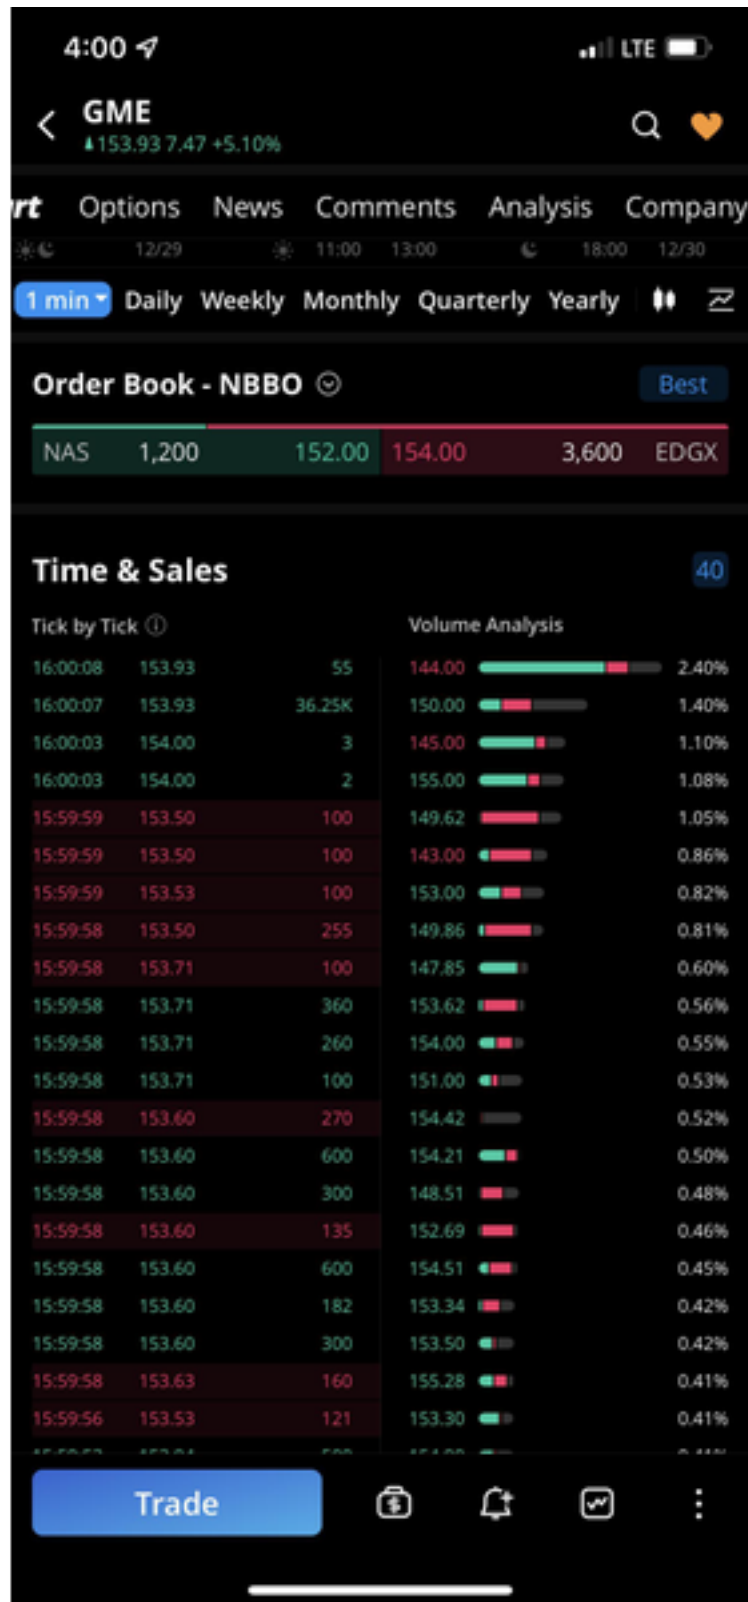 4:00 LTE
GME
153.93 7.47 +5.10%
rt Options News Comments Analysis Company
12/29 11:00 13:00 18:00 12/30
1 min Daily Weekly Monthly Quarterly Yearly
Order Book - NBBO Best
NAS 1,200 152.00 154.00 3,600 EDGX
Time & Sales 40
Tick by Tick Volume Analysis
16:00:08 153.93 55 144.00 2.40%
16:00:07 153.93 36.25K 150.00 1.40%
16:00:03 154.00 3 145.00 1.10%
16:00:03 154.00 2 155.00 1.08%
15:59:59 153.50 100 149.62 1.05%
15:59:59 153.50 100 143.00 0.86%
15:59:59 153.53 100 153.00 0.82%
15:59:58 153.50 255 149.86 0.81%
15:59:58 153.71 100 147.85 0.60%
15:59:58 153.71 360 153.62 0.56%
15:59:58 153.71 260 154.00 0.55%
15:59:58 153.71 100 151.00 0.53%
15:59:58 153.60 270 154.42 0.52%
15:59:58 153.60 600 154.21 0.50%
15:59:58 153.60 300 148.51 0.48%
15:59:58 153.60 135 152.69 0.46%
15:59:58 153.60 600 154.51 0.45%
15:59:58 153.60 182 153.34 0.42%
15:59:58 153.60 300 153.50 0.42%
15:59:58 153.63 160 155.28 0.41%
15:59:56 153.53 121 153.30 0.41%
Trade